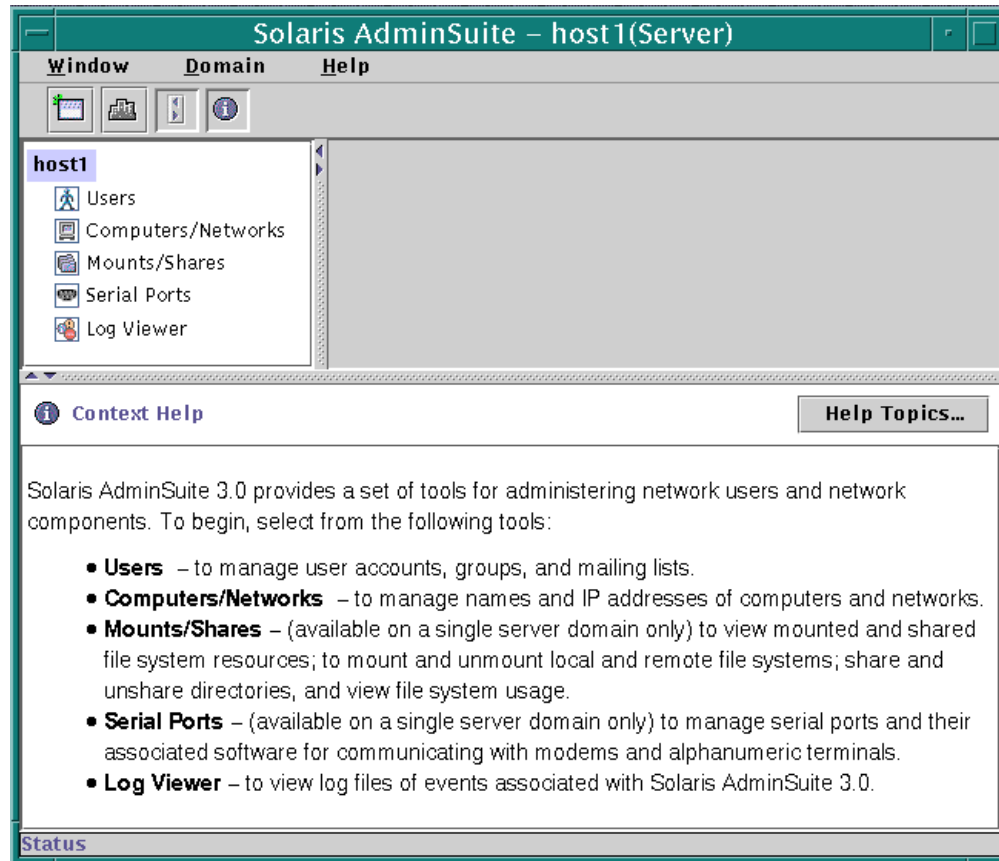 Solaris AdminSuite – host1(Server)
Window Domain Help
host1
Users
Computers/Networks
Mounts/Shares
Serial Ports
Log Viewer
Context Help
Help Topics...
Solaris AdminSuite 3.0 provides a set of tools for administering network users and network
components. To begin, select from the following tools:
● Users – to manage user accounts, groups, and mailing lists.
● Computers/Networks – to manage names and IP addresses of computers and networks.
● Mounts/Shares – (available on a single server domain only) to view mounted and shared
file system resources; to mount and unmount local and remote file systems; share and
unshare directories, and view file system usage.
● Serial Ports – (available on a single server domain only) to manage serial ports and their
associated software for communicating with modems and alphanumeric terminals.
● Log Viewer – to view log files of events associated with Solaris AdminSuite 3.0.
Status